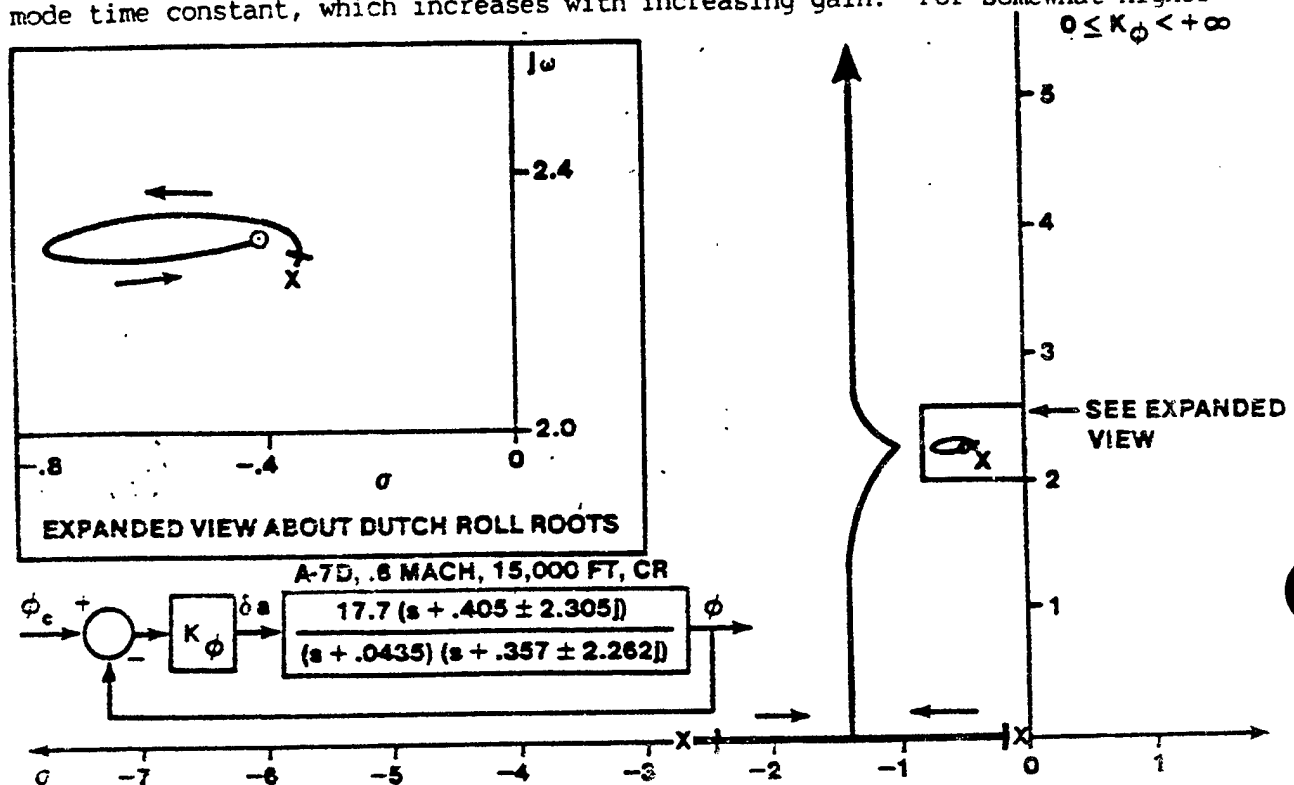 mode time constant, which increases with increasing gain. For somewhat higher
0 ≤ Kϕ < +∞
jω
2.4
2.0
-.8
-.4
0
σ
X
EXPANDED VIEW ABOUT DUTCH ROLL ROOTS
5
4
3
2
1
SEE EXPANDED
VIEW
X
A-7D, .6 MACH, 15,000 FT, CR
ϕc
+
-
Kϕ
δa
17.7 (s + .405 ± 2.305j)
(s + .0435) (s + .357 ± 2.262j)
ϕ
X
X
σ
-7
-6
-5
-4
-3
-2
-1
0
1